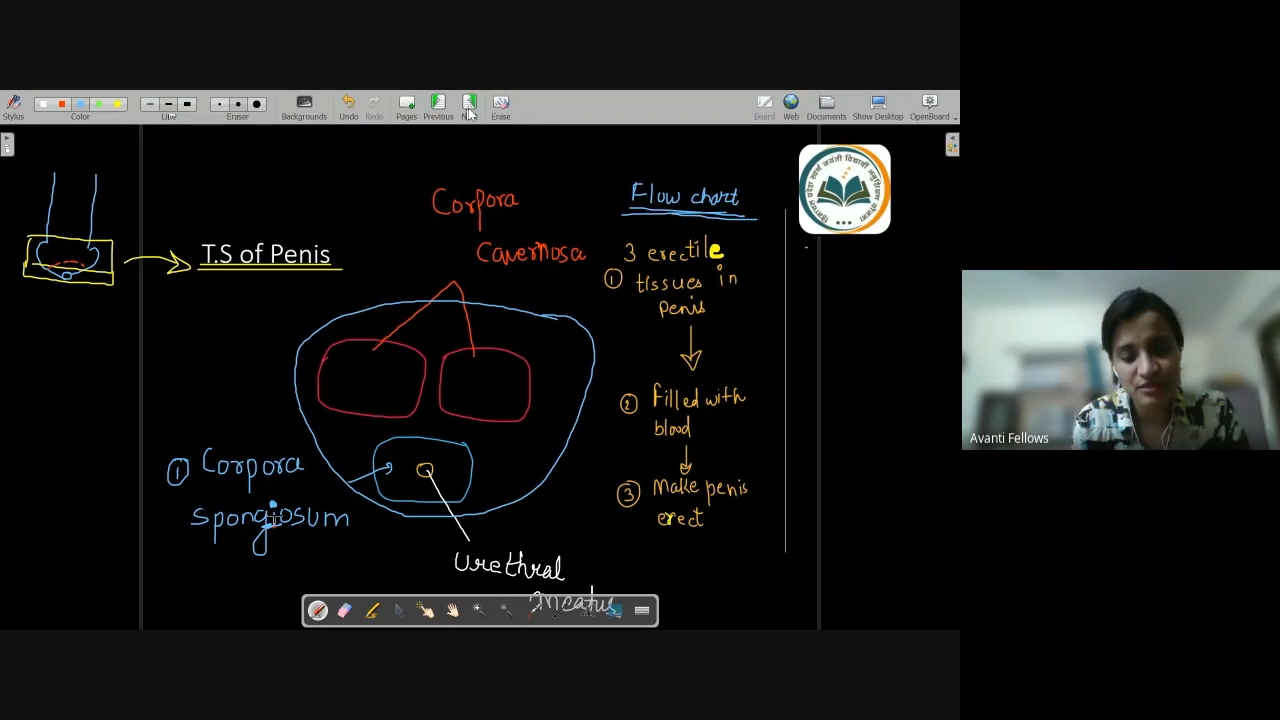 Stylus
Color
Line
Eraser
Backgrounds
Undo
Redo
Pages
Previous
Erase
Board
Web
Documents
Show Desktop
OpenBoard
T.S of Penis
Corpora
Cavernosa
① Corpora
spongiosum
Urethral
meatus
Flow chart
3 erectile
① tissues in
penis
② Filled with
blood
③ Make penis
erect
Avanti Fellows